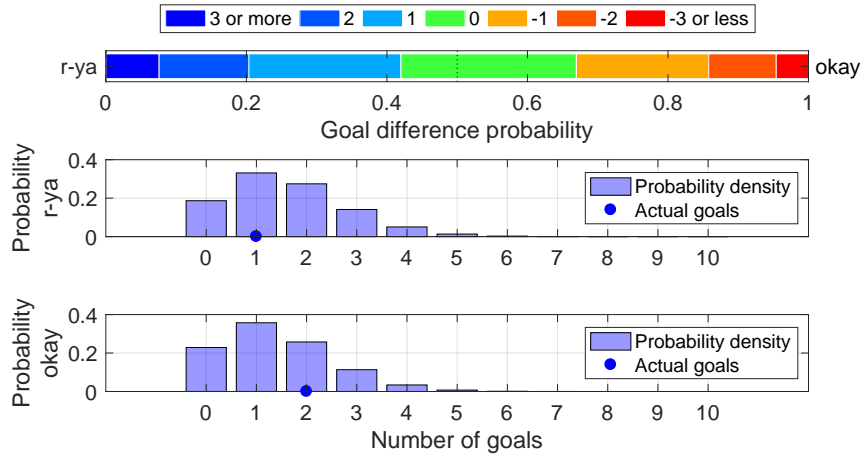 3 or more 2 1 0 -1 -2 -3 or less
r-ya okay
0 0.2 0.4 0.6 0.8 1
Goal difference probability
Probability
r-ya
0.4
0.2
0
Probability density
Actual goals
0 1 2 3 4 5 6 7 8 9 10
Probability
okay
0.4
0.2
0
Probability density
Actual goals
0 1 2 3 4 5 6 7 8 9 10
Number of goals